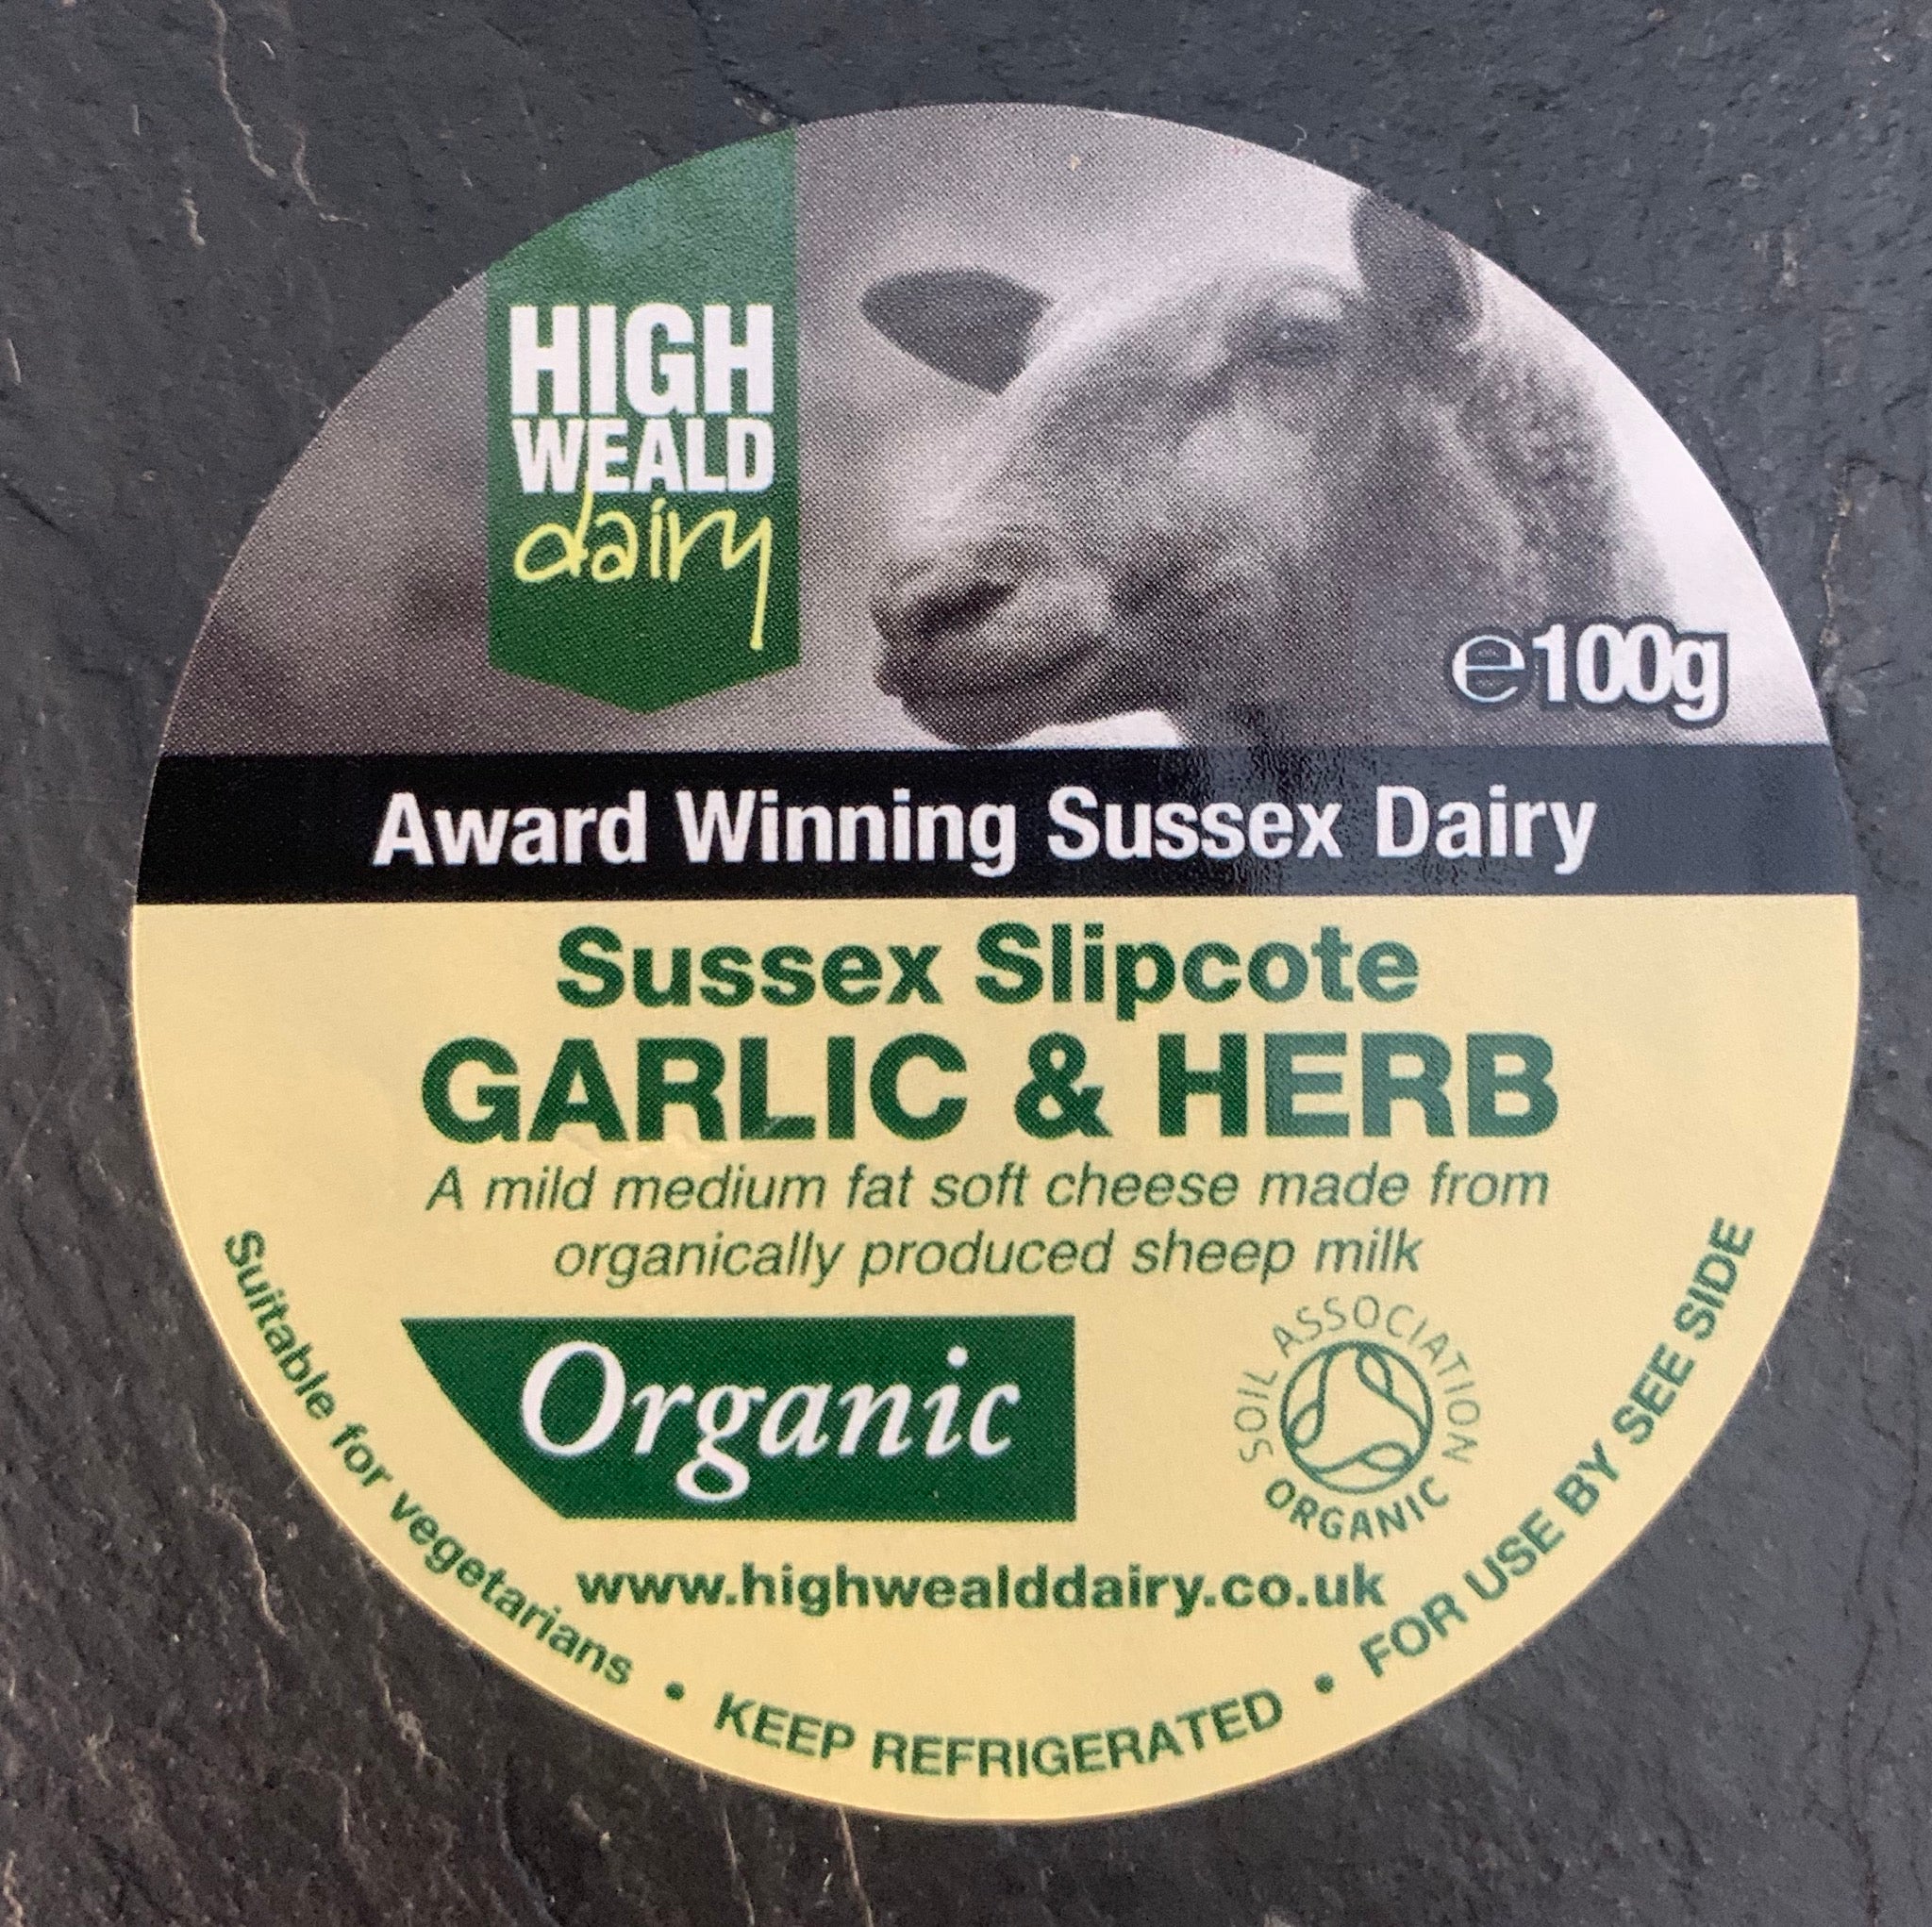 HIGH
WEALD
dairy
℮100g
Award Winning Sussex Dairy
Sussex Slipcote
GARLIC & HERB
A mild medium fat soft cheese made from
organically produced sheep milk
Organic
SOIL ASSOCIATION
ORGANIC
www.highwealddairy.co.uk
Suitable for vegetarians • KEEP REFRIGERATED • FOR USE BY SEE SIDE